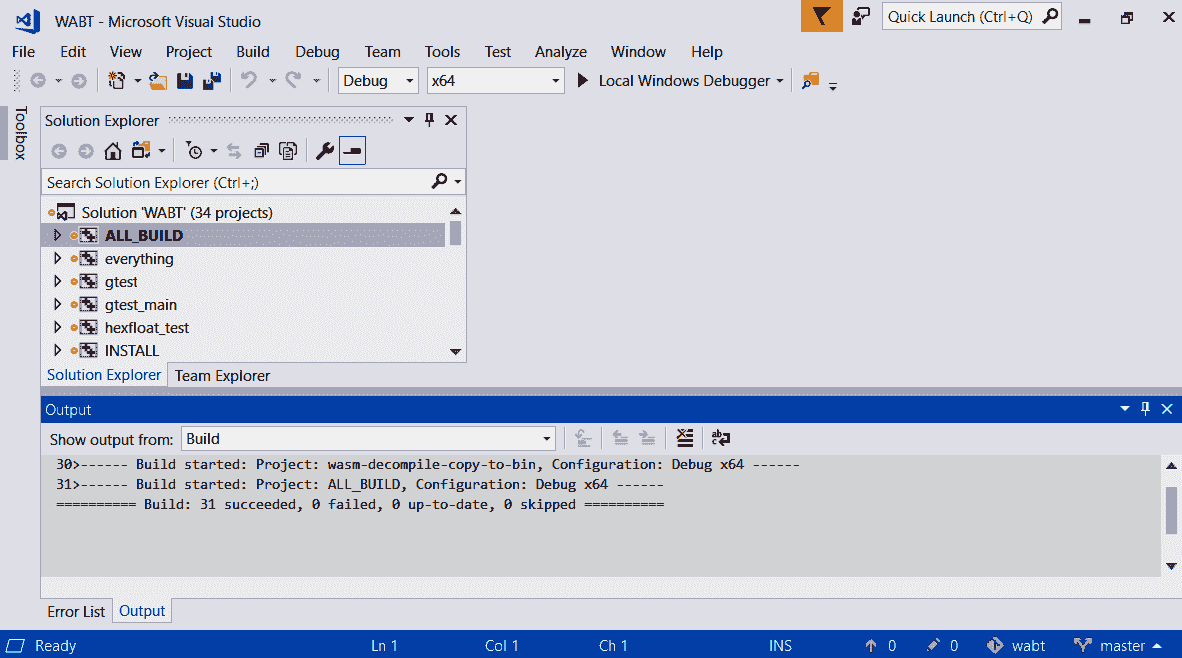 WABT - Microsoft Visual Studio
Quick Launch (Ctrl+Q)
File Edit View Project Build Debug Team Tools Test Analyze Window Help
Debug x64 Local Windows Debugger
Toolbox
Solution Explorer
Search Solution Explorer (Ctrl+;)
Solution 'WABT' (34 projects)
ALL_BUILD
everything
gtest
gtest_main
hexfloat_test
INSTALL
Solution Explorer Team Explorer
Output
Show output from: Build
30>------ Build started: Project: wasm-decompile-copy-to-bin, Configuration: Debug x64 ------
31>------ Build started: Project: ALL_BUILD, Configuration: Debug x64 ------
========== Build: 31 succeeded, 0 failed, 0 up-to-date, 0 skipped ==========
Error List Output
Ready Ln 1 Col 1 Ch 1 INS 0 0 wabt master